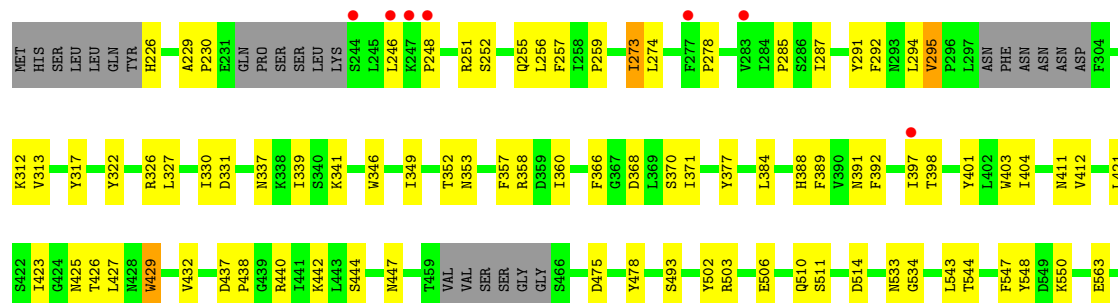 MET HIS SER LEU LEU GLN TYR H226 A229 P230 E231 GLN PRO SER SER LEU LYS S244 L245 L246 K247 P248 R251 S252 Q255 L256 F257 I258 P259 I273 L274 F277 P278 V283 I284 P285 S286 I287 Y291 F292 N293 L294 V295 P296 L297 ASN PHE ASN ASN ASN ASP F304
K312 V313 Y317 Y322 R326 L327 I330 D331 N337 K338 I339 S340 K341 W346 I349 T352 N353 F357 R358 D359 I360 F366 G367 D368 L369 S370 I371 Y377 L384 H388 F389 V390 N391 F392 I397 T398 Y401 L402 W403 I404 N411 V412 L421
S422 I423 G424 N425 T426 L427 N428 W429 V432 D437 P438 G439 R440 I441 K442 L443 S444 N447 T459 VAL VAL SER SER GLY GLY S466 D475 Y478 S493 Y502 R503 E506 Q510 S511 D514 N533 G534 L543 T544 F547 Y548 D549 K550 E563